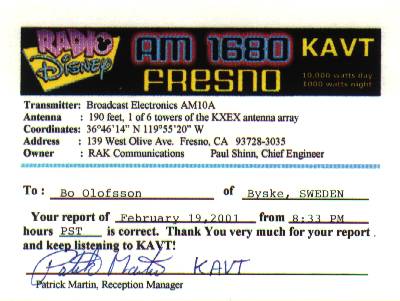 RADIO DISNEY AM 1680 KAVT
FRESNO 10,000 watts day
1000 watts night
Transmitter: Broadcast Electronics AM10A
Antenna : 190 feet, 1 of 6 towers of the KXEX antenna array
Coordinates: 36°46'14" N 119°55'20" W
Address : 139 West Olive Ave. Fresno, CA 93728-3035
Owner : RAK Communications Paul Shinn, Chief Engineer
To : Bo Olofsson of Byske, SWEDEN
Your report of February 19,2001 from 8:33 PM
hours PST is correct. Thank You very much for your report
and keep listening to KAVT!
Patrick Martin KAVT
Patrick Martin, Reception Manager